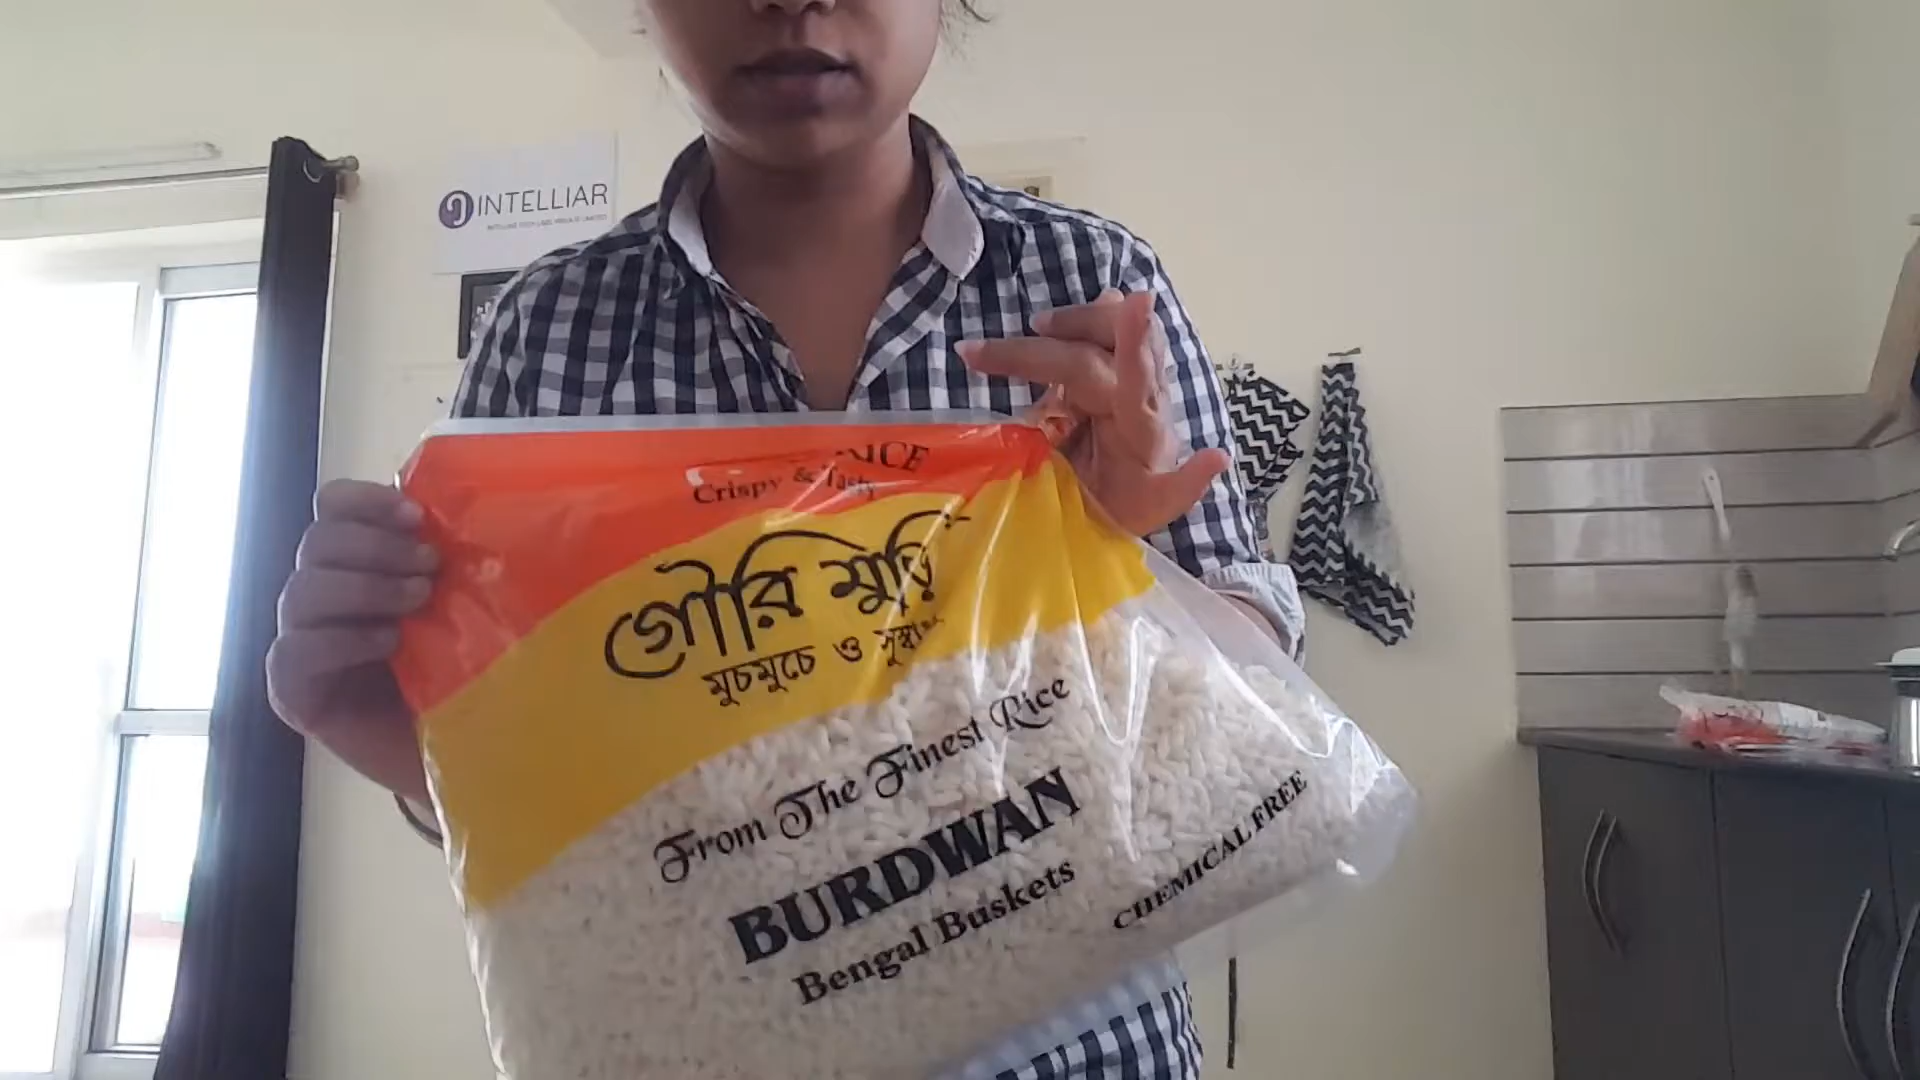 INTELLIAR
Crispy & Tasty
গৌরি মুড়ি
মুচমুচে ও
From The Finest Rice
BURDWAN
Bengal Buskets
CHEMICAL FREE